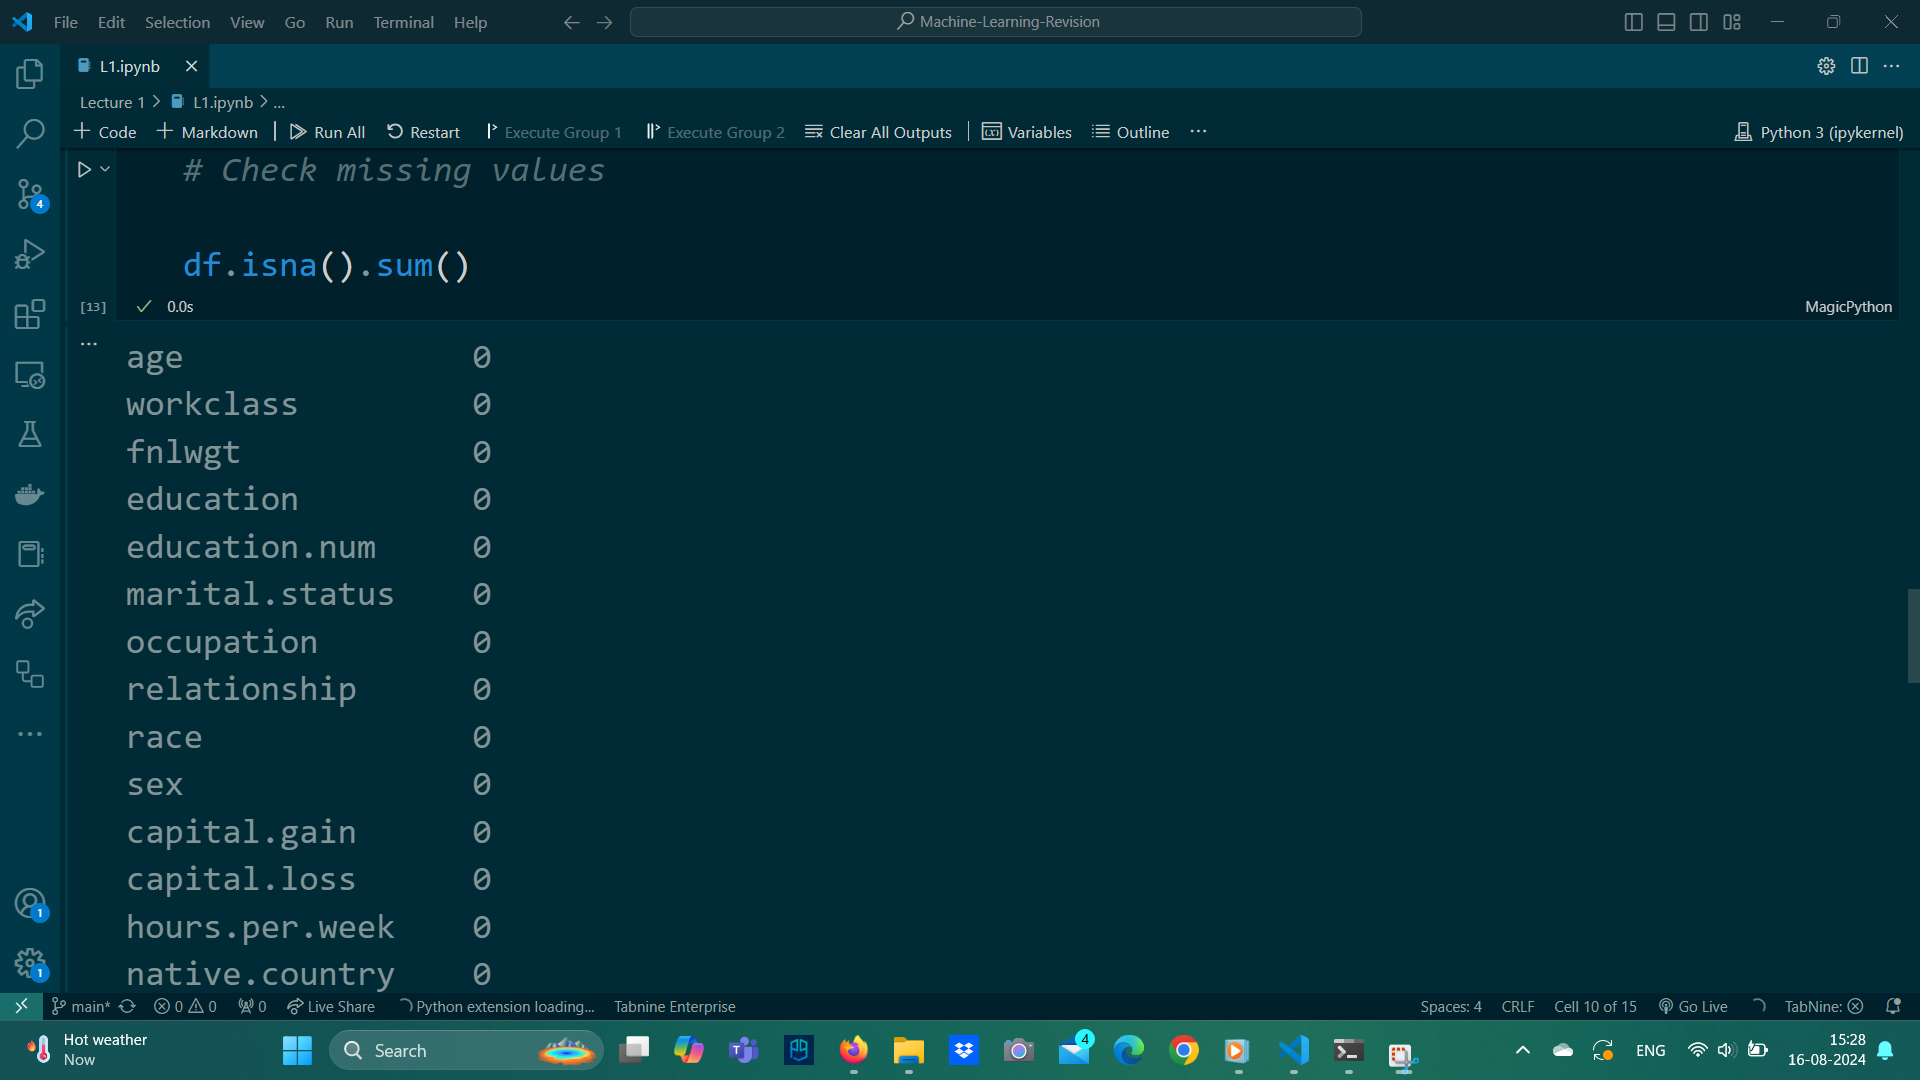 File Edit Selection View Go Run Terminal Help Machine-Learning-Revision
L1.ipynb
Lecture 1 > L1.ipynb > ...
+ Code + Markdown | Run All Restart Execute Group 1 Execute Group 2 Clear All Outputs | Variables Outline ... Python 3 (ipykernel)
# Check missing values
df.isna().sum()
[13] 0.0s MagicPython
...
age 0
workclass 0
fnlwgt 0
education 0
education.num 0
marital.status 0
occupation 0
relationship 0
race 0
sex 0
capital.gain 0
capital.loss 0
hours.per.week 0
native.country 0
4
1
1
main* 0 0 0 Live Share Python extension loading... Tabnine Enterprise Spaces: 4 CRLF Cell 10 of 15 Go Live TabNine:
Hot weather
Now
Search
4
ENG
15:28
16-08-2024